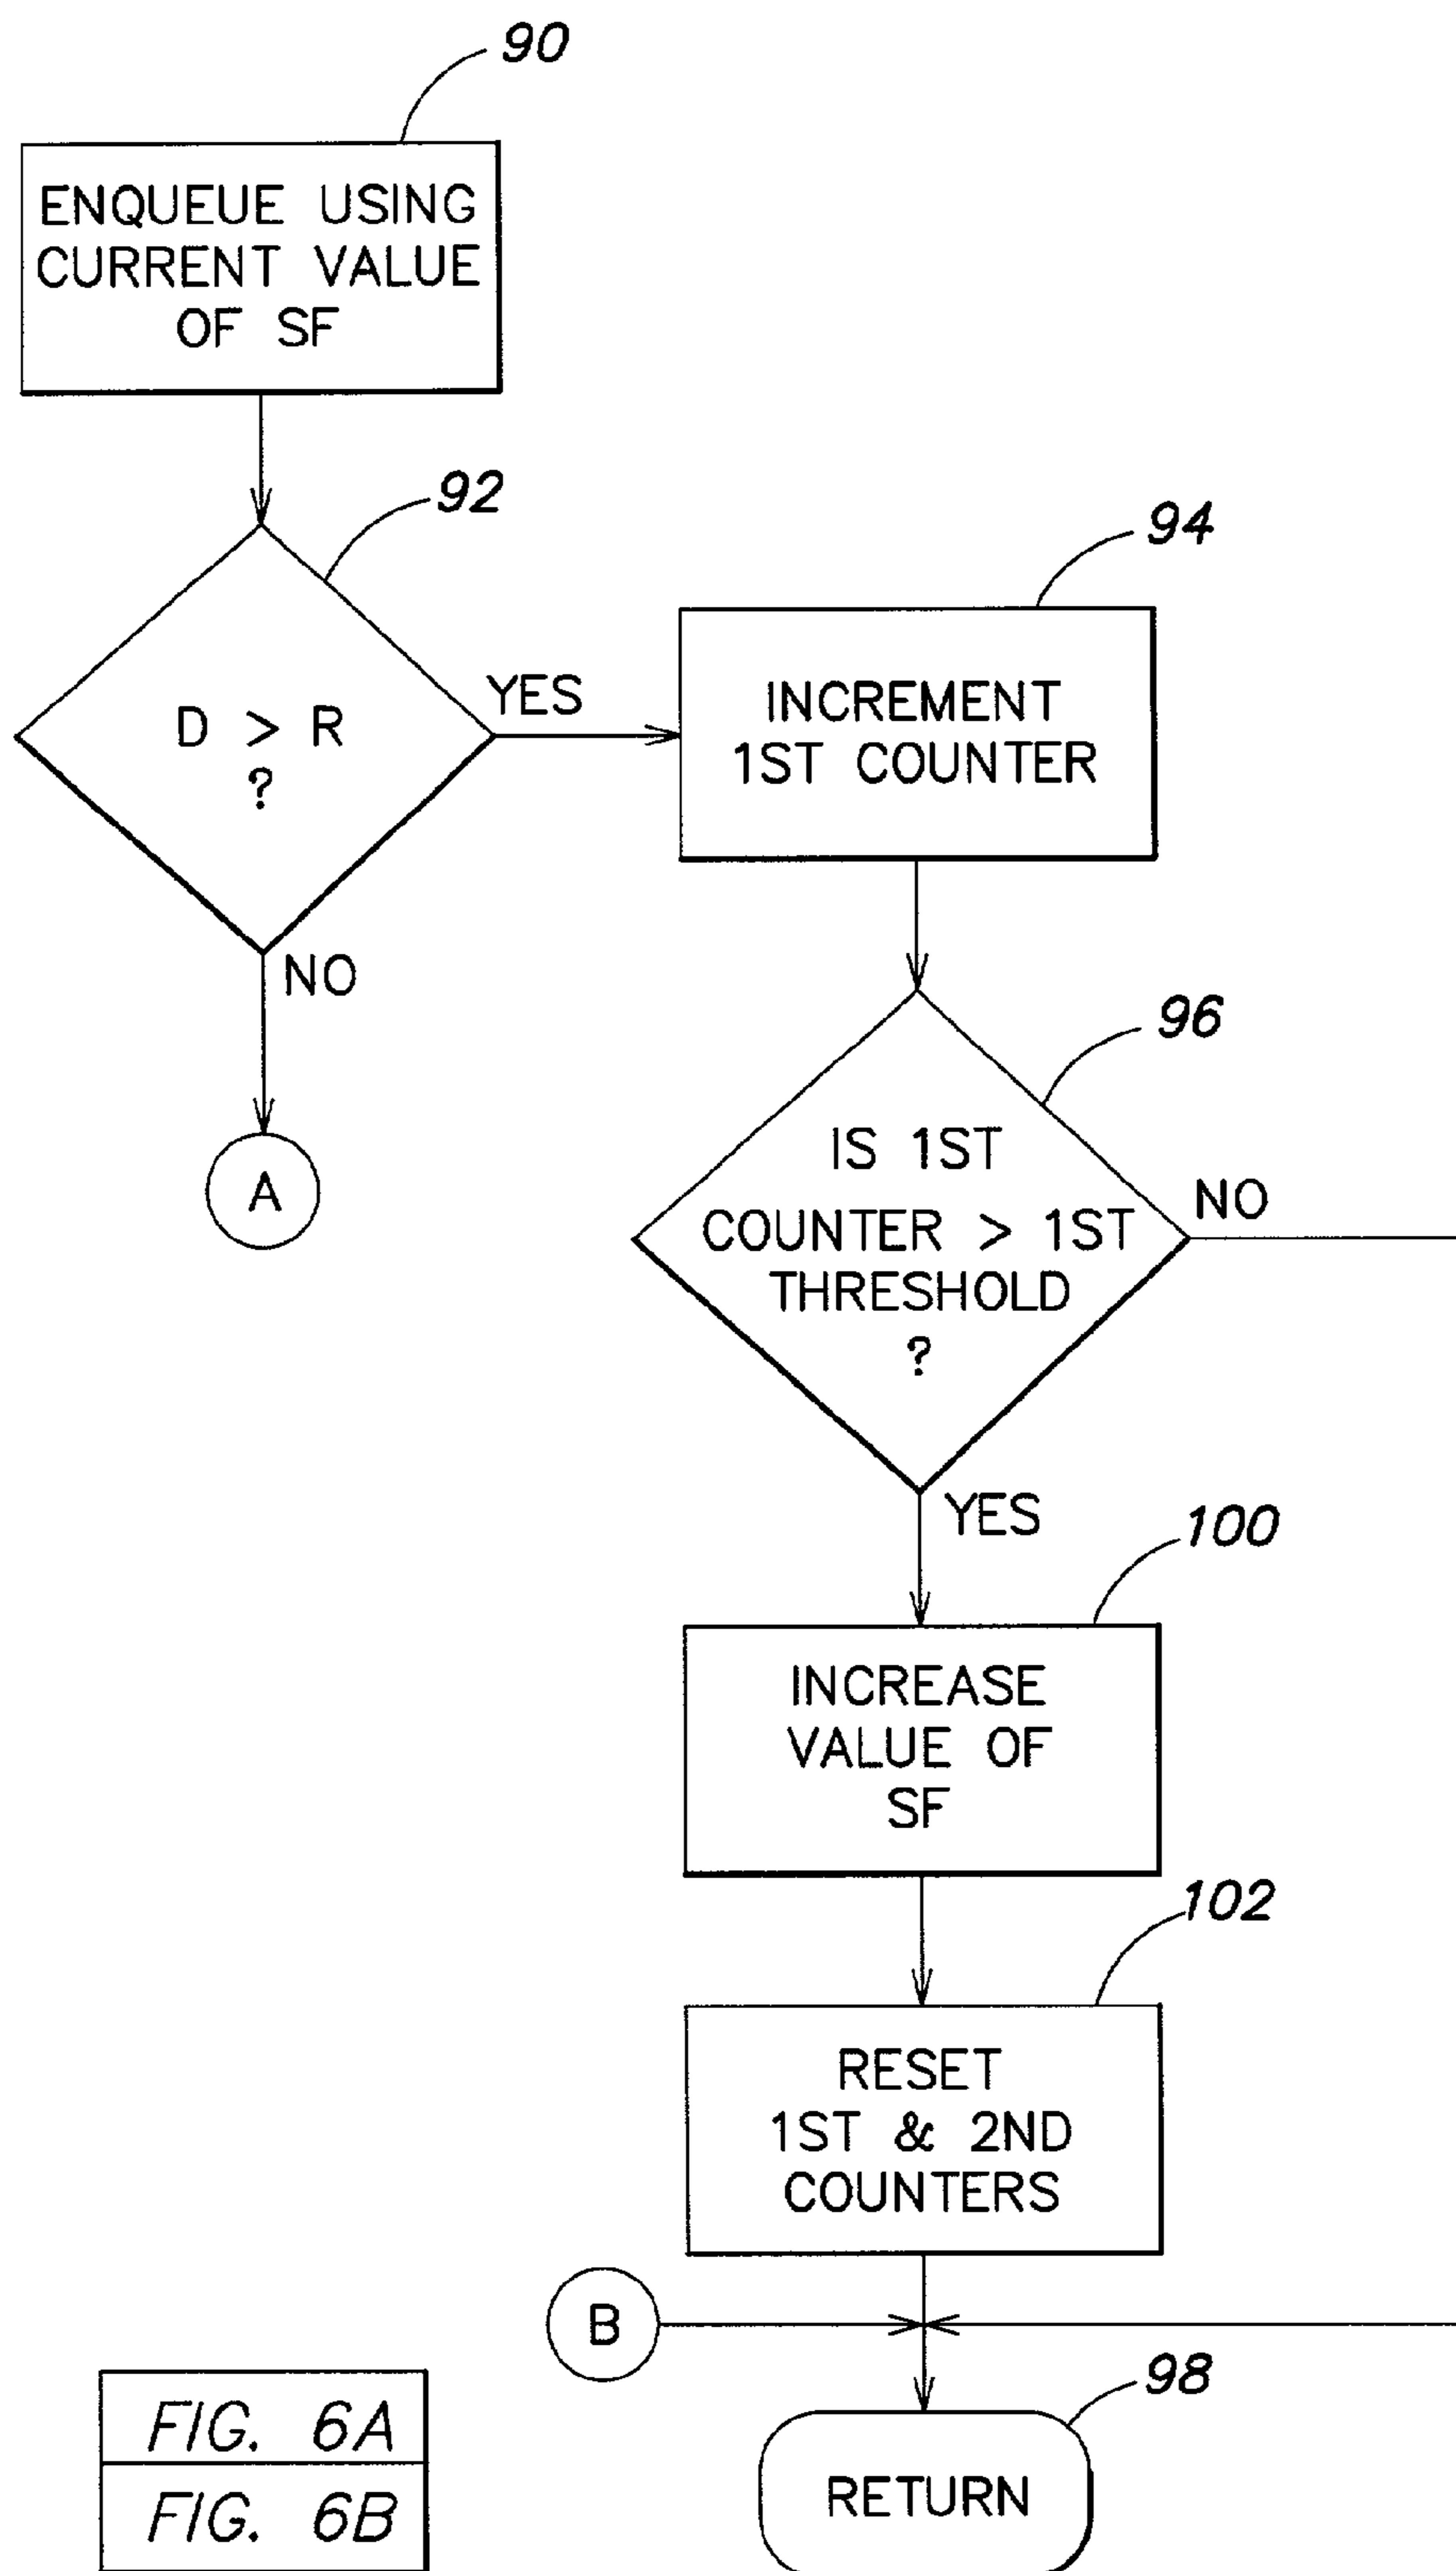 90
ENQUEUE USING
CURRENT VALUE
OF SF
92
D > R
?
YES
NO
A
94
INCREMENT
1ST COUNTER
96
IS 1ST
COUNTER > 1ST
THRESHOLD
?
NO
YES
100
INCREASE
VALUE OF
SF
102
RESET
1ST & 2ND
COUNTERS
B
98
RETURN
FIG. 6A
FIG. 6B